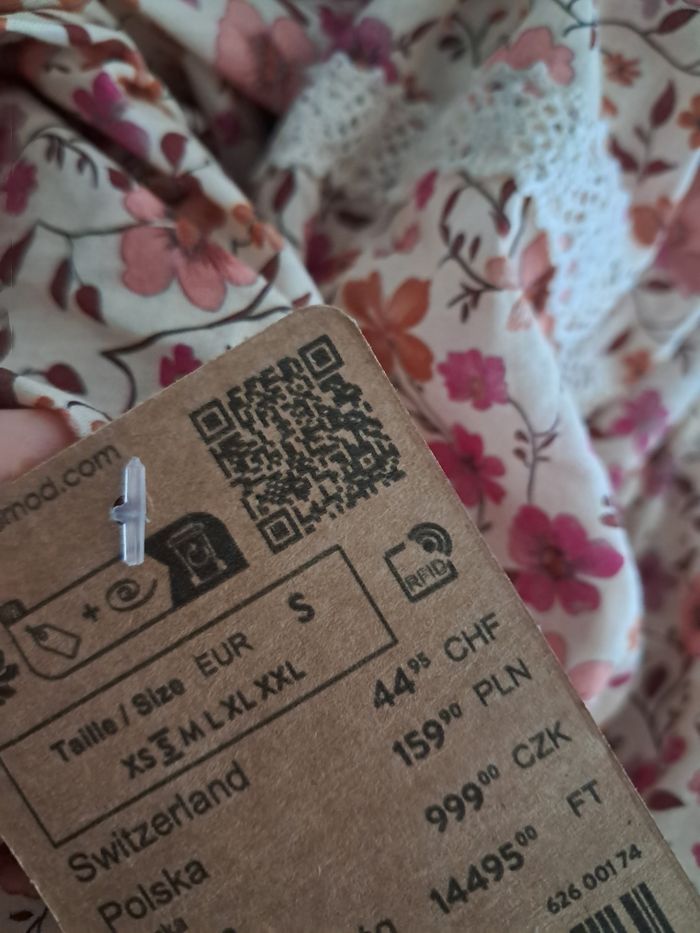 mod.com
RFID
Taille / Size EUR S
XS S M L XL XXL
Switzerland 44⁹⁵ CHF
Polska 159⁹⁰ PLN
999⁰⁰ CZK
14495⁰⁰ FT
626 001 74